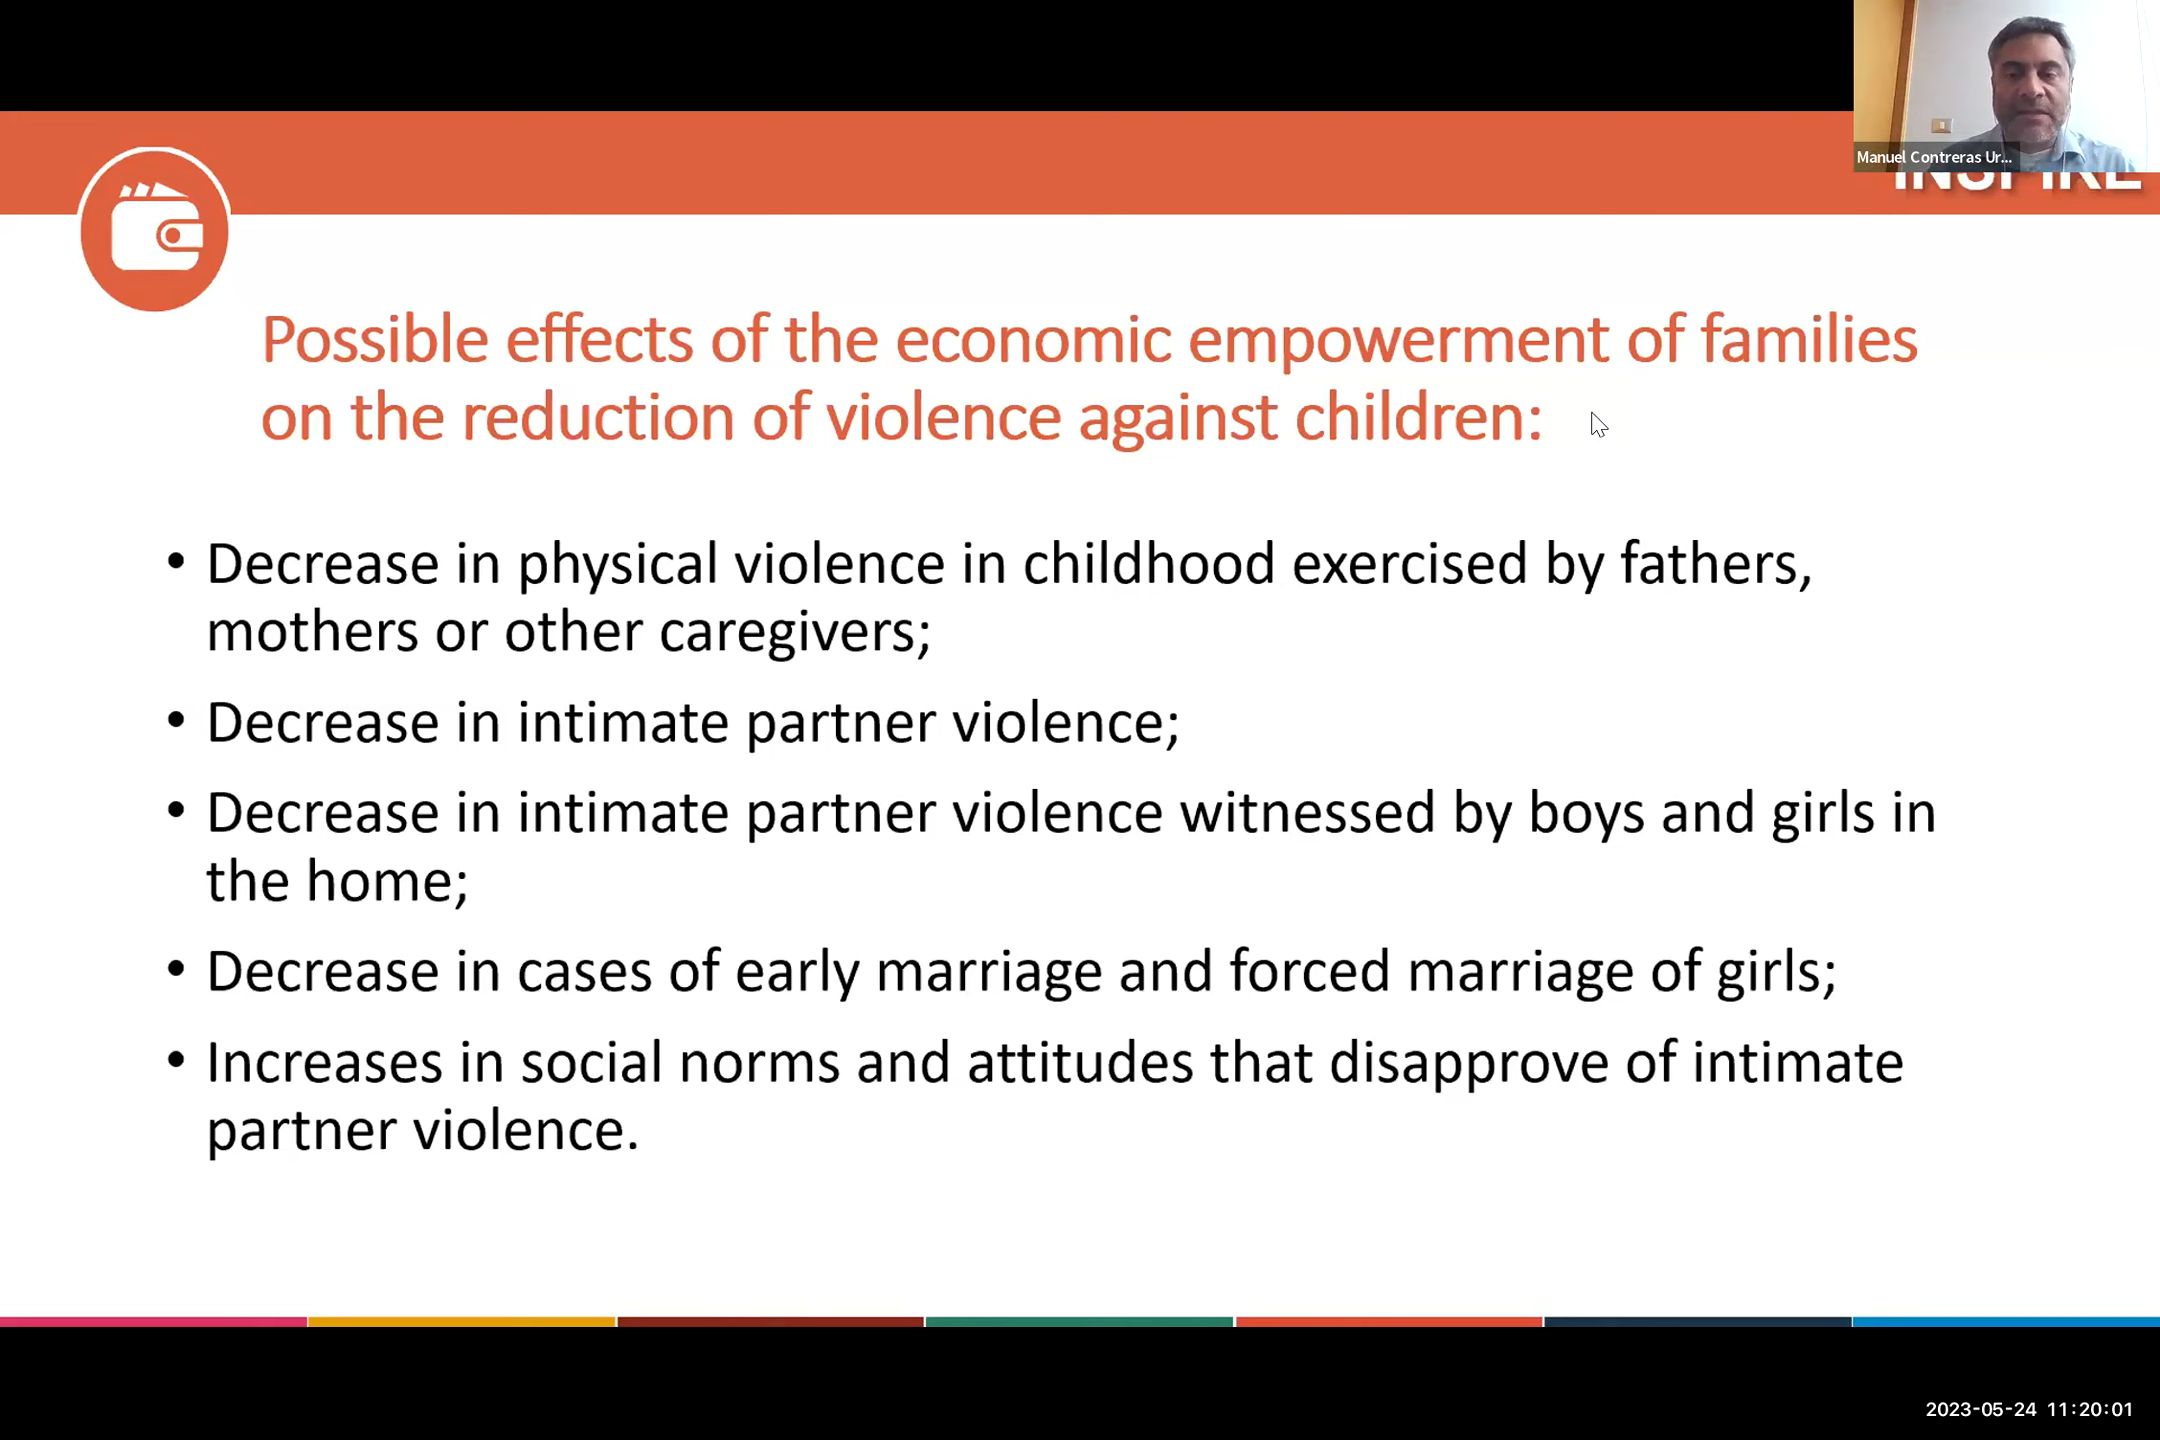 Manuel Contreras Ur...
INSPIRE
Possible effects of the economic empowerment of families
on the reduction of violence against children:
• Decrease in physical violence in childhood exercised by fathers,
mothers or other caregivers;
• Decrease in intimate partner violence;
• Decrease in intimate partner violence witnessed by boys and girls in
the home;
• Decrease in cases of early marriage and forced marriage of girls;
• Increases in social norms and attitudes that disapprove of intimate
partner violence.
2023-05-24 11:20:01